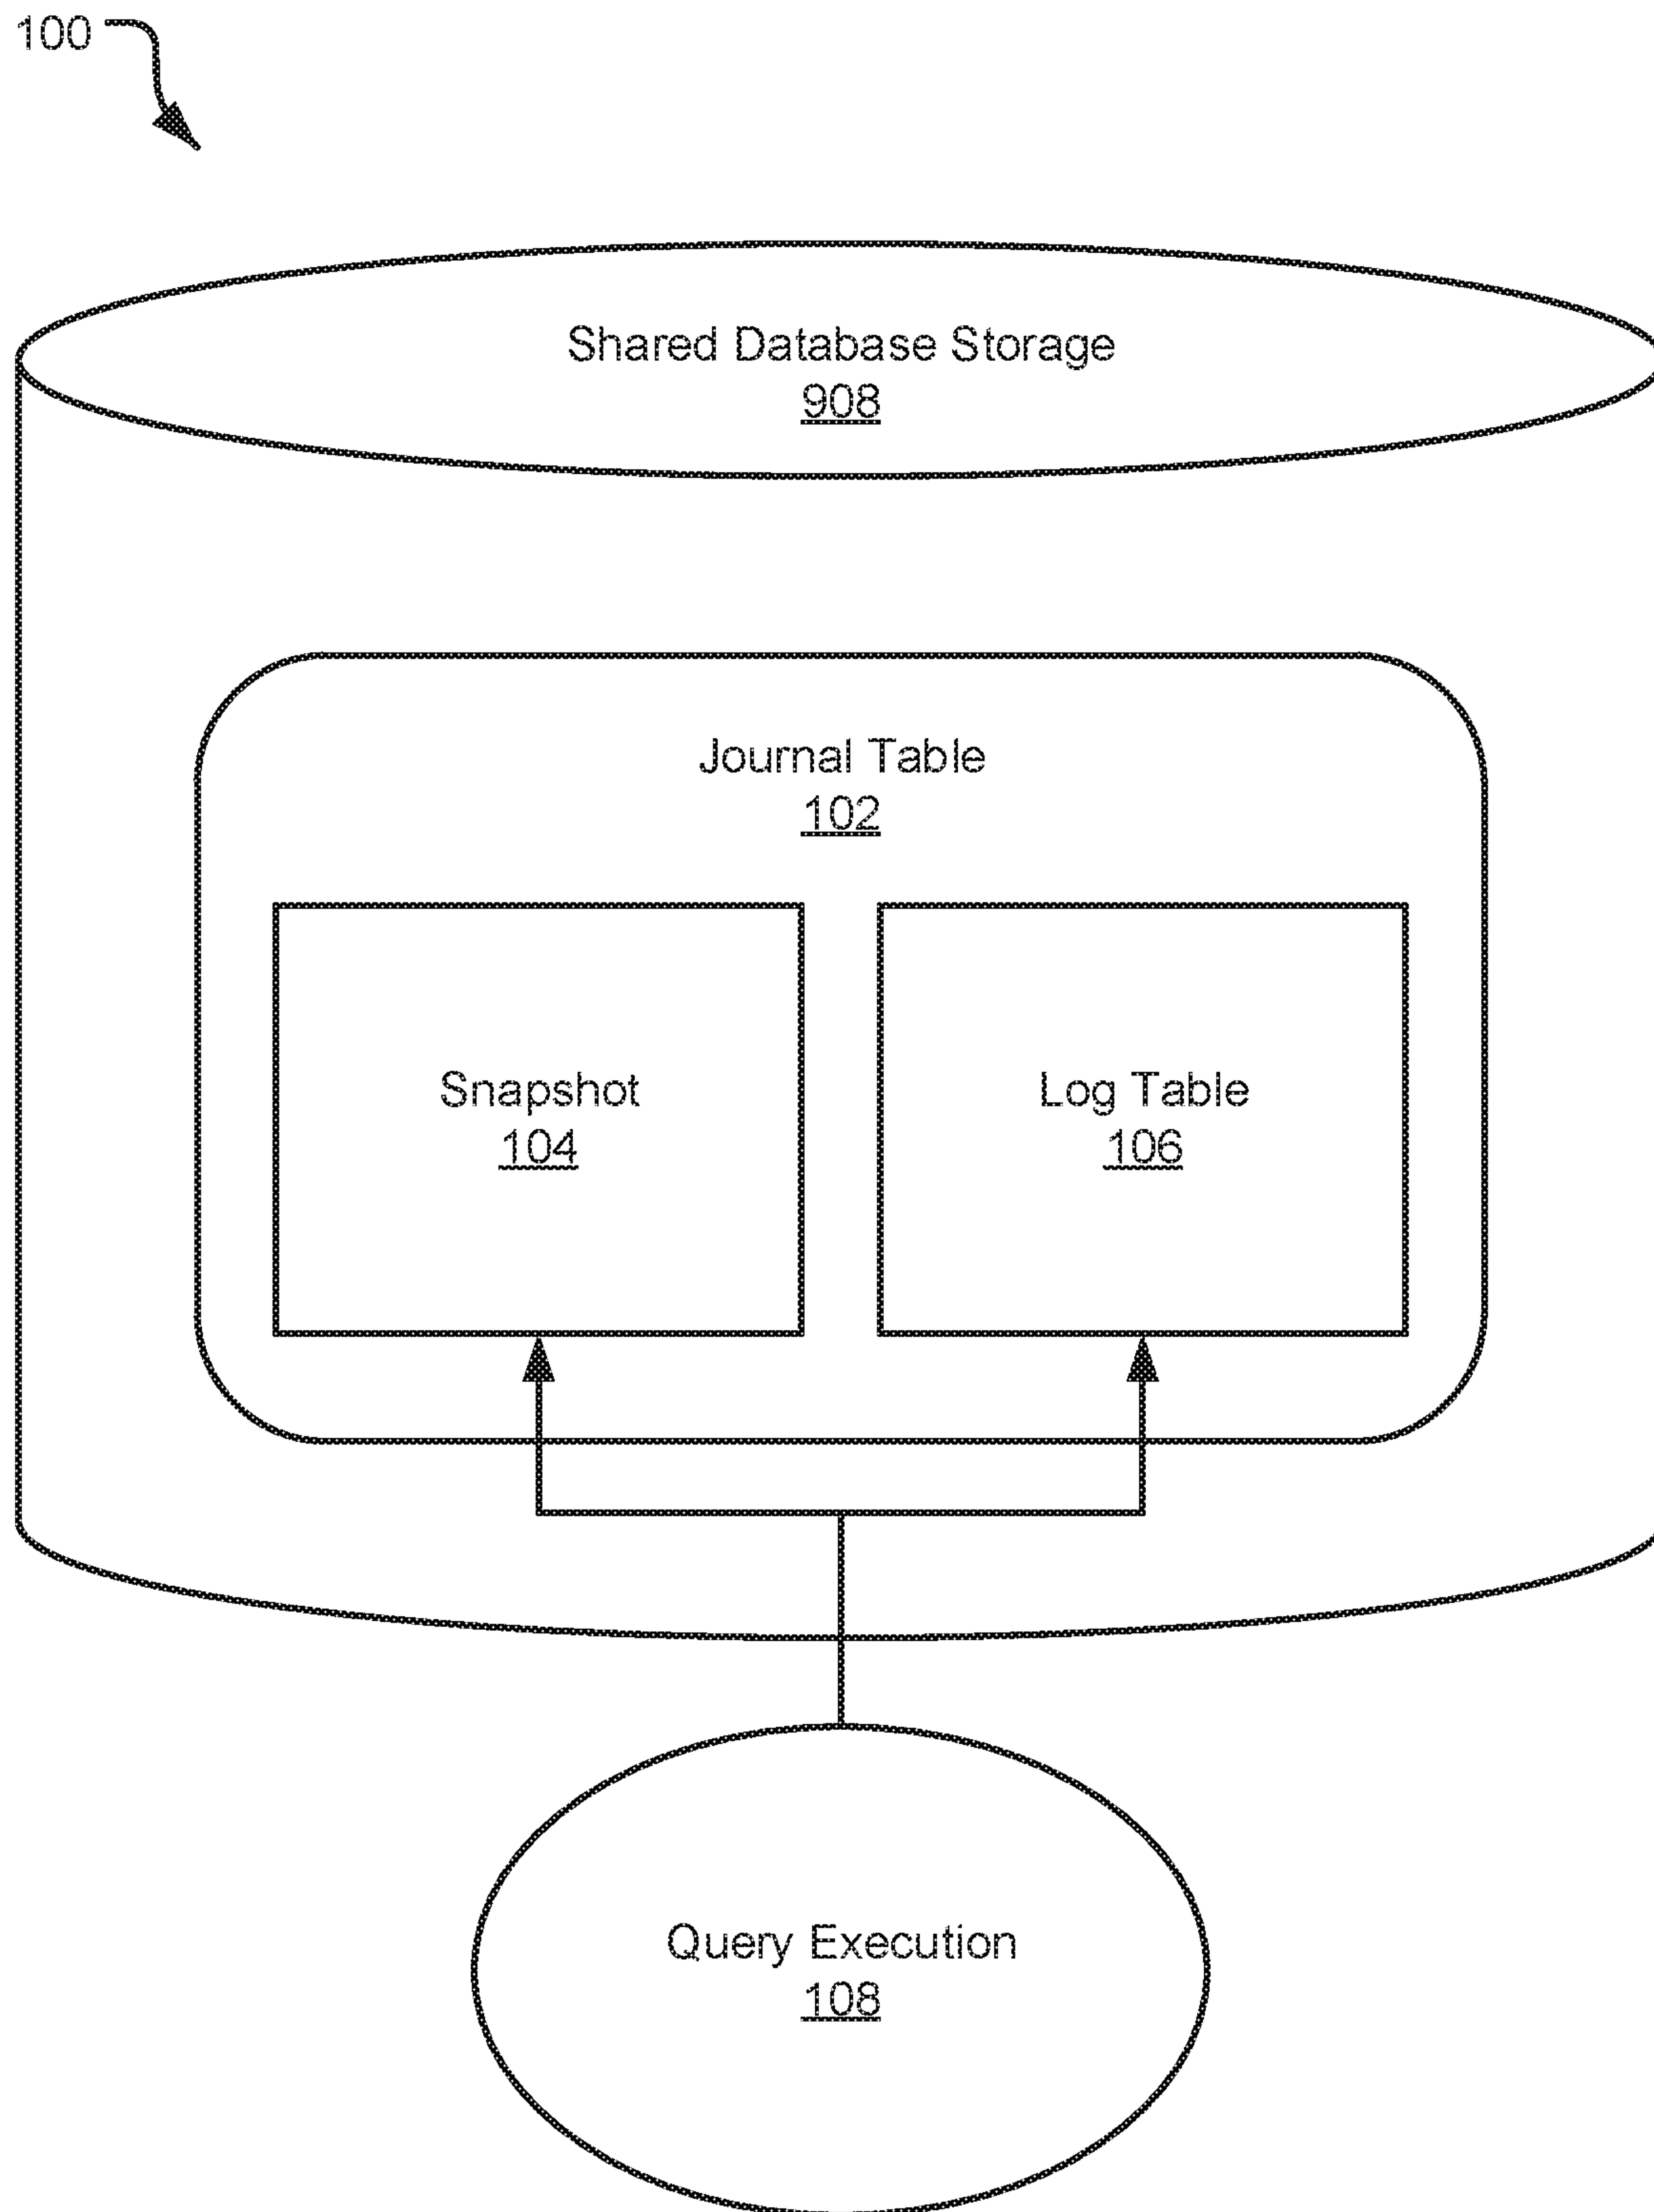 100
Shared Database Storage
908
Journal Table
102
Snapshot
104
Log Table
106
Query Execution
108